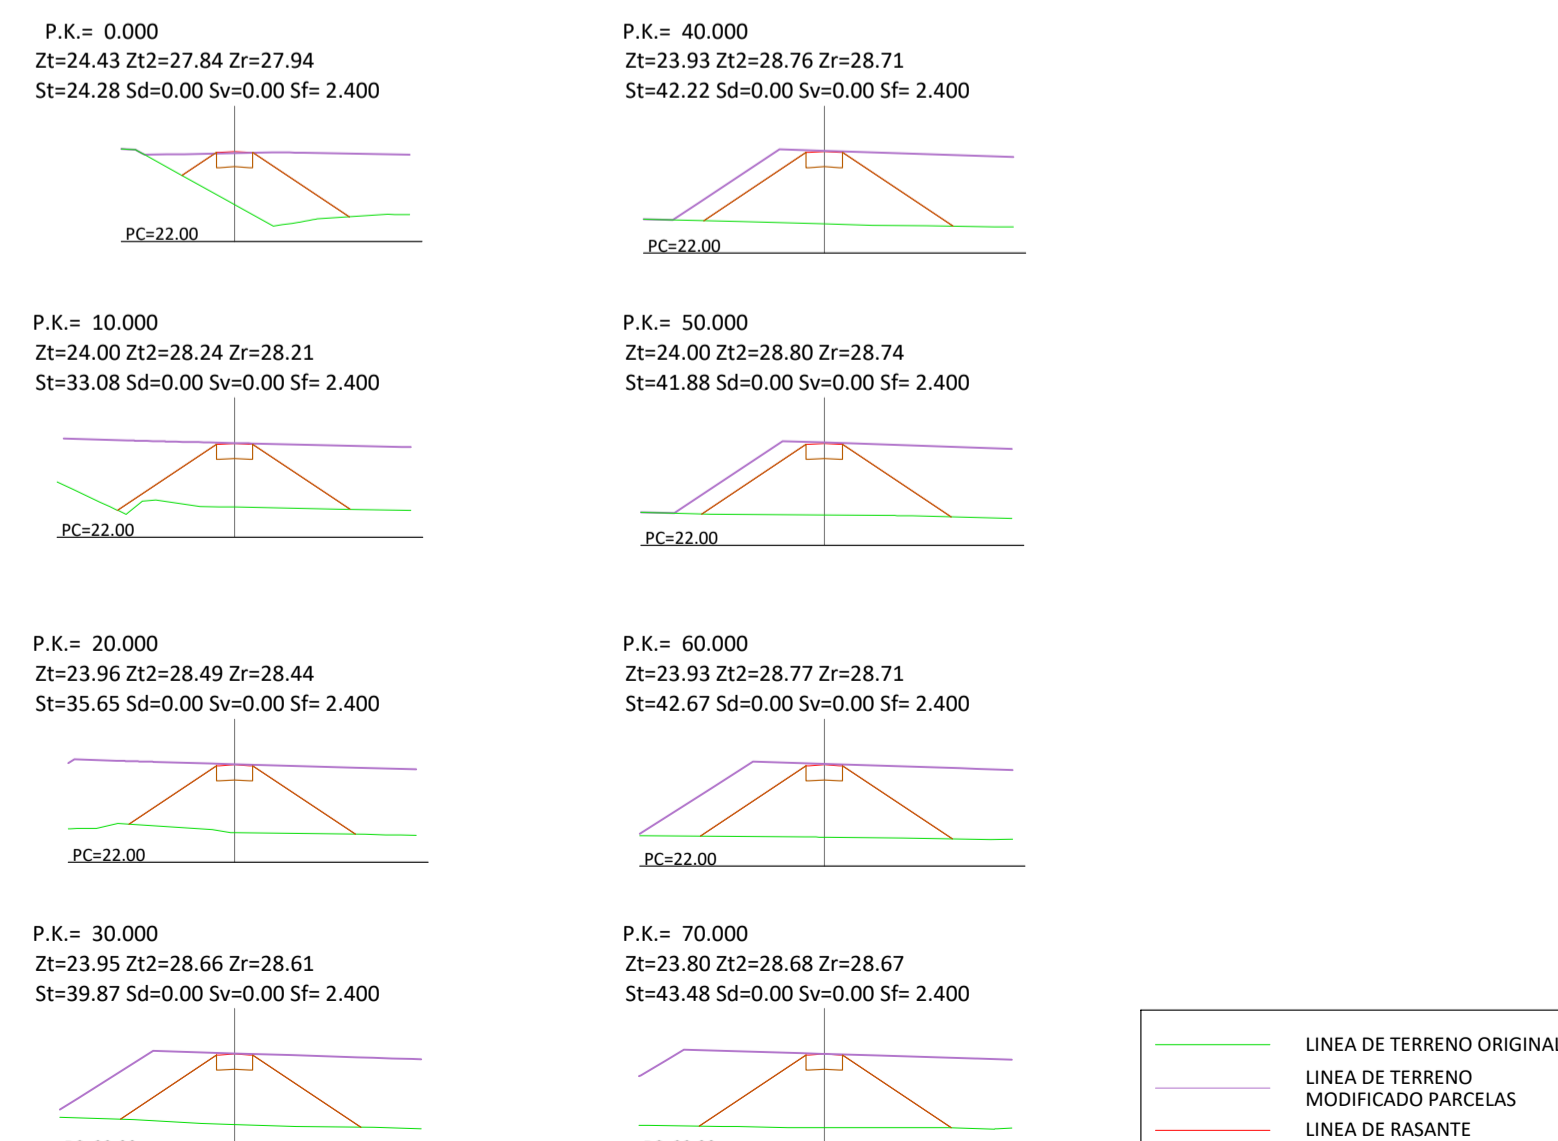 P.K.= 0.000
Zt=24.43 Zt2=27.84 Zr=27.94
St=24.28 Sd=0.00 Sv=0.00 Sf= 2.400
PC=22.00
P.K.= 10.000
Zt=24.00 Zt2=28.24 Zr=28.21
St=33.08 Sd=0.00 Sv=0.00 Sf= 2.400
PC=22.00
P.K.= 20.000
Zt=23.96 Zt2=28.49 Zr=28.44
St=35.65 Sd=0.00 Sv=0.00 Sf= 2.400
PC=22.00
P.K.= 30.000
Zt=23.95 Zt2=28.66 Zr=28.61
St=39.87 Sd=0.00 Sv=0.00 Sf= 2.400
P.K.= 40.000
Zt=23.93 Zt2=28.76 Zr=28.71
St=42.22 Sd=0.00 Sv=0.00 Sf= 2.400
PC=22.00
P.K.= 50.000
Zt=24.00 Zt2=28.80 Zr=28.74
St=41.88 Sd=0.00 Sv=0.00 Sf= 2.400
PC=22.00
P.K.= 60.000
Zt=23.93 Zt2=28.77 Zr=28.71
St=42.67 Sd=0.00 Sv=0.00 Sf= 2.400
PC=22.00
P.K.= 70.000
Zt=23.80 Zt2=28.68 Zr=28.67
St=43.48 Sd=0.00 Sv=0.00 Sf= 2.400
LINEA DE TERRENO ORIGINAL
LINEA DE TERRENO
MODIFICADO PARCELAS
LINEA DE RASANTE